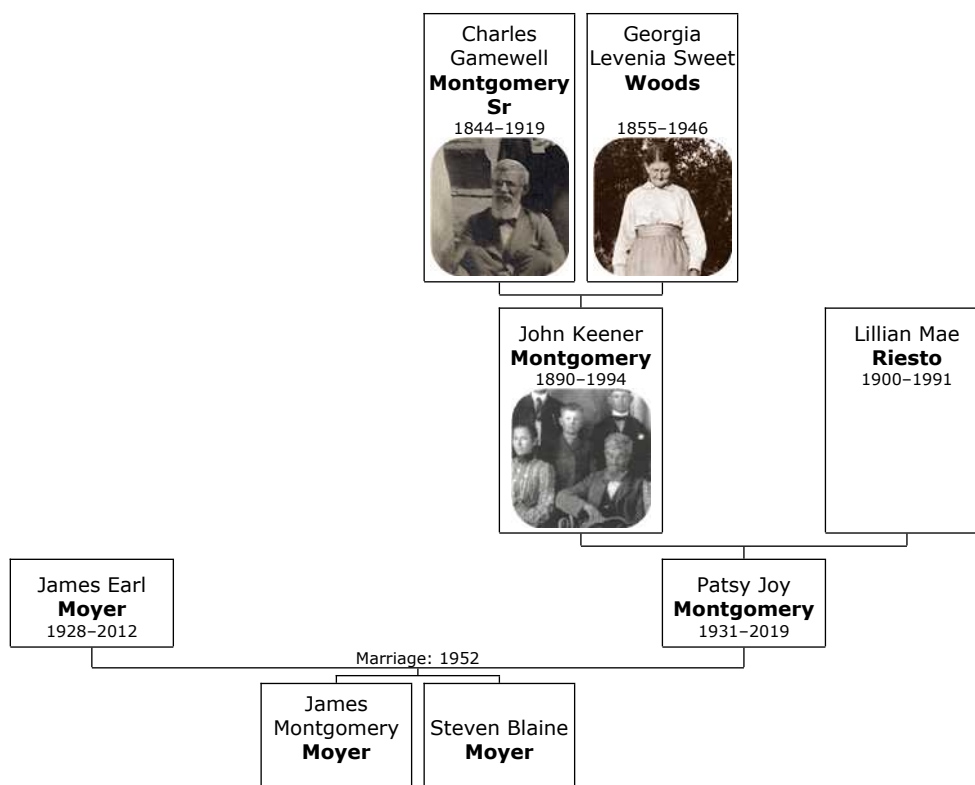 Charles
Gamewell
Montgomery
Sr
1844–1919
Georgia
Levenia Sweet
Woods
1855–1946
John Keener
Montgomery
1890–1994
Lillian Mae
Riesto
1900–1991
James Earl
Moyer
1928–2012
Patsy Joy
Montgomery
1931–2019
Marriage: 1952
James
Montgomery
Moyer
Steven Blaine
Moyer